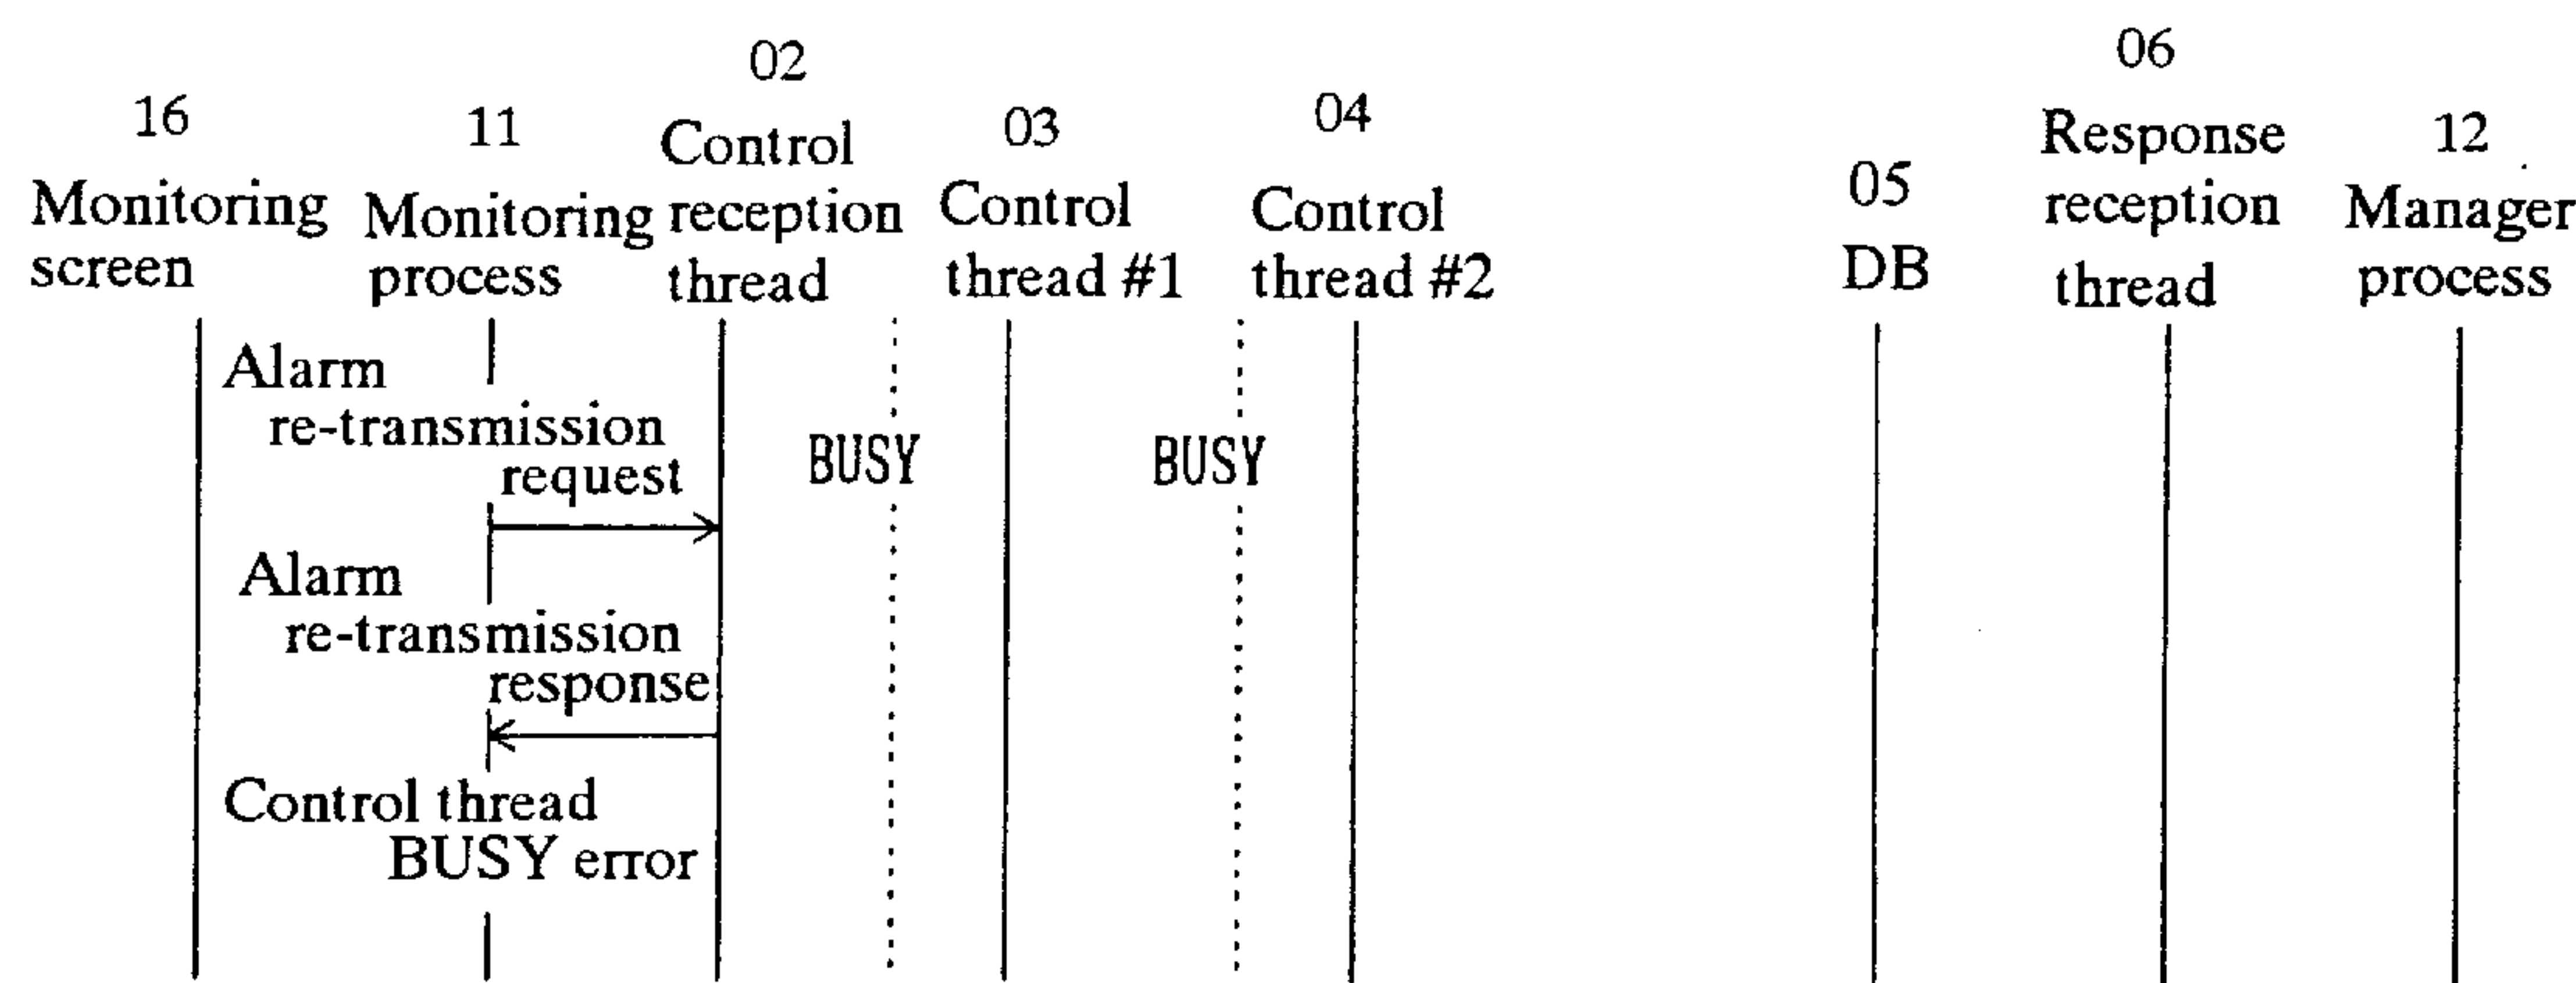 16
Monitoring
screen
11
Monitoring
process
02
Control
reception
thread
03
Control
thread #1
04
Control
thread #2
05
DB
06
Response
reception
thread
12
Manager
process
Alarm
re-transmission
request
BUSY
BUSY
Alarm
re-transmission
response
Control thread
BUSY error